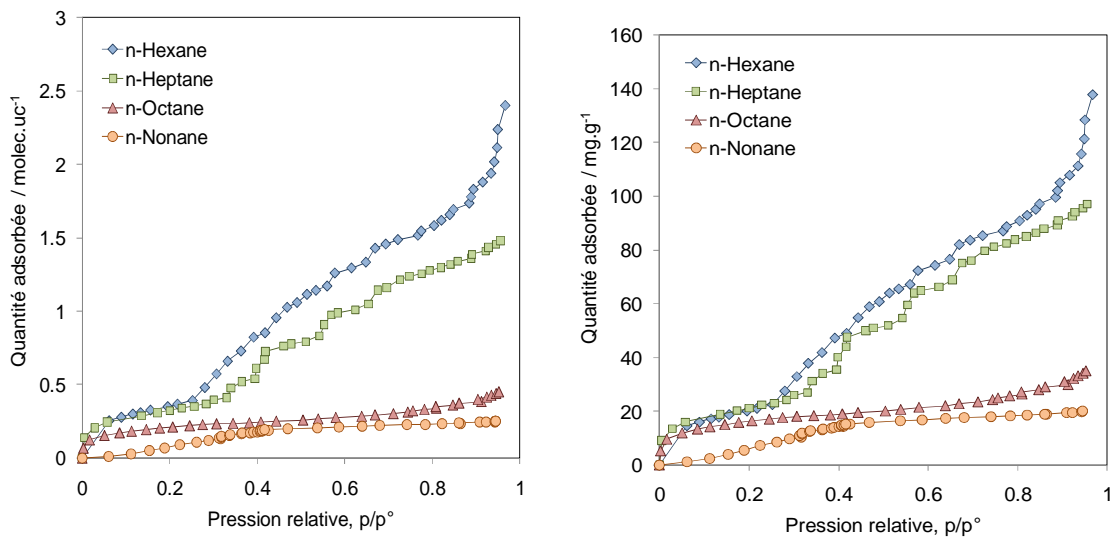 3
2.5
2
1.5
1
0.5
0
0
0.2
0.4
0.6
0.8
1
Quantité adsorbée / molec.uc⁻¹
Pression relative, p/p°
n-Hexane
n-Heptane
n-Octane
n-Nonane
160
140
120
100
80
60
40
20
0
0
0.2
0.4
0.6
0.8
1
Quantité adsorbée / mg.g⁻¹
Pression relative, p/p°
n-Hexane
n-Heptane
n-Octane
n-Nonane